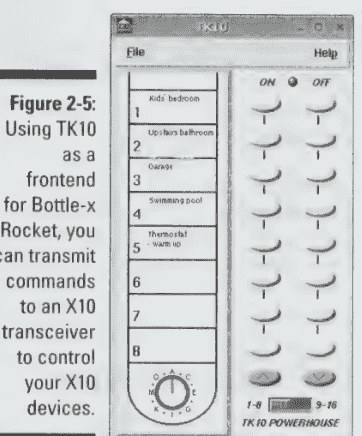 TK10
File
Help
ON
OFF
Figure 2-5:
Using TK10
as a
frontend
for Bottle-x
Rocket, you
can transmit
commands
to an X10
transceiver
to control
your X10
devices.
Kids' bedroom
1
Upstairs bathroom
2
Garage
3
Swimming pool
4
Thermostat
- warm up
5
6
7
8
1-8
9-16
TK10 POWERHOUSE